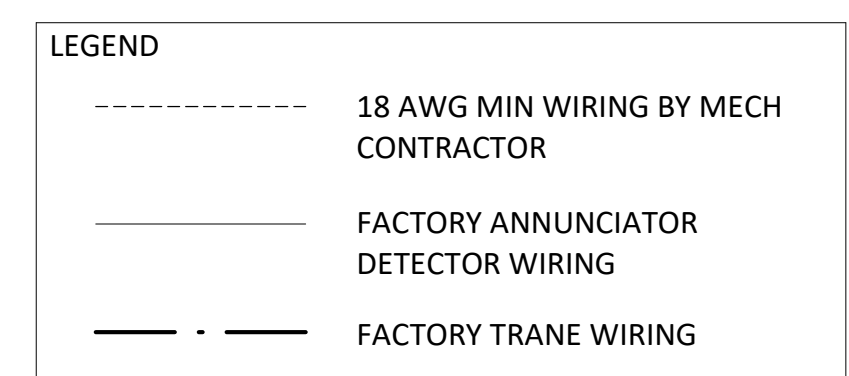 LEGEND
18 AWG MIN WIRING BY MECH
CONTRACTOR
FACTORY ANNUNCIATOR
DETECTOR WIRING
FACTORY TRANE WIRING